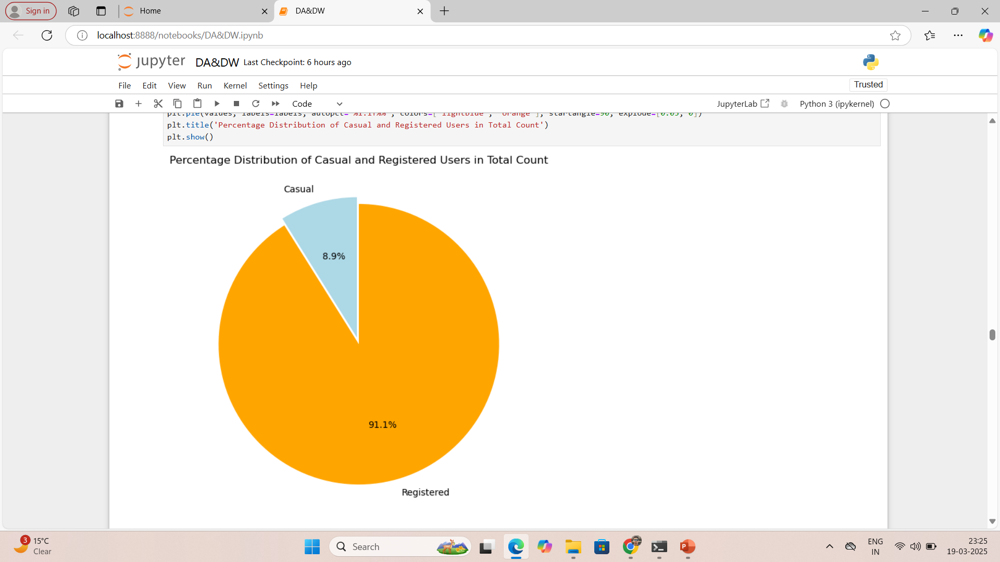 Sign in
Home
DA&DW
localhost:8888/notebooks/DA&DW.ipynb
jupyter DA&DW Last Checkpoint: 6 hours ago
File Edit View Run Kernel Settings Help
Trusted
Code
JupyterLab
Python 3 (ipykernel)
plt.pie(values, labels=labels, autopct='%1.1f%%', colors=['lightblue', 'orange'], startangle=90, explode=[0.05, 0])
plt.title('Percentage Distribution of Casual and Registered Users in Total Count')
plt.show()
Percentage Distribution of Casual and Registered Users in Total Count
Casual
8.9%
91.1%
Registered
3
15°C
Clear
Search
P
ENG
IN
23:25
19-03-2025